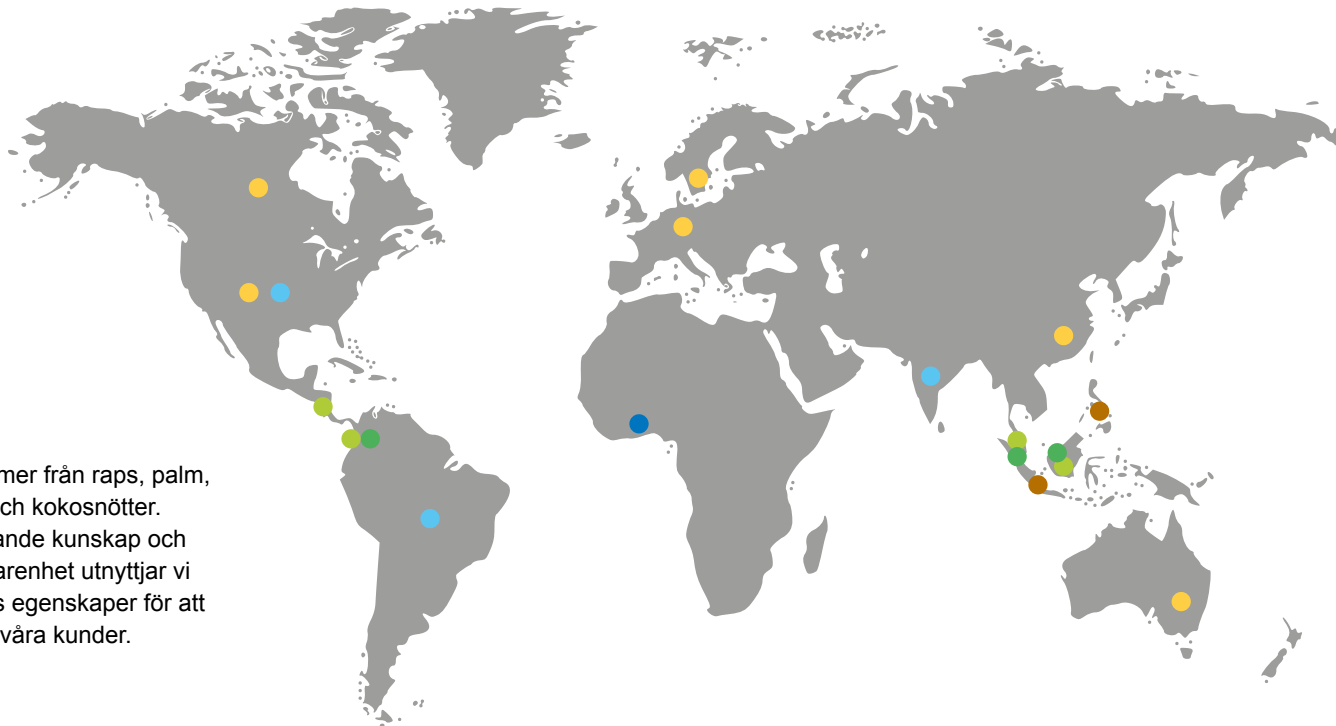 mer från raps, palm,
ch kokosnötter.
ande kunskap och
arenhet utnyttjar vi
s egenskaper för att
våra kunder.